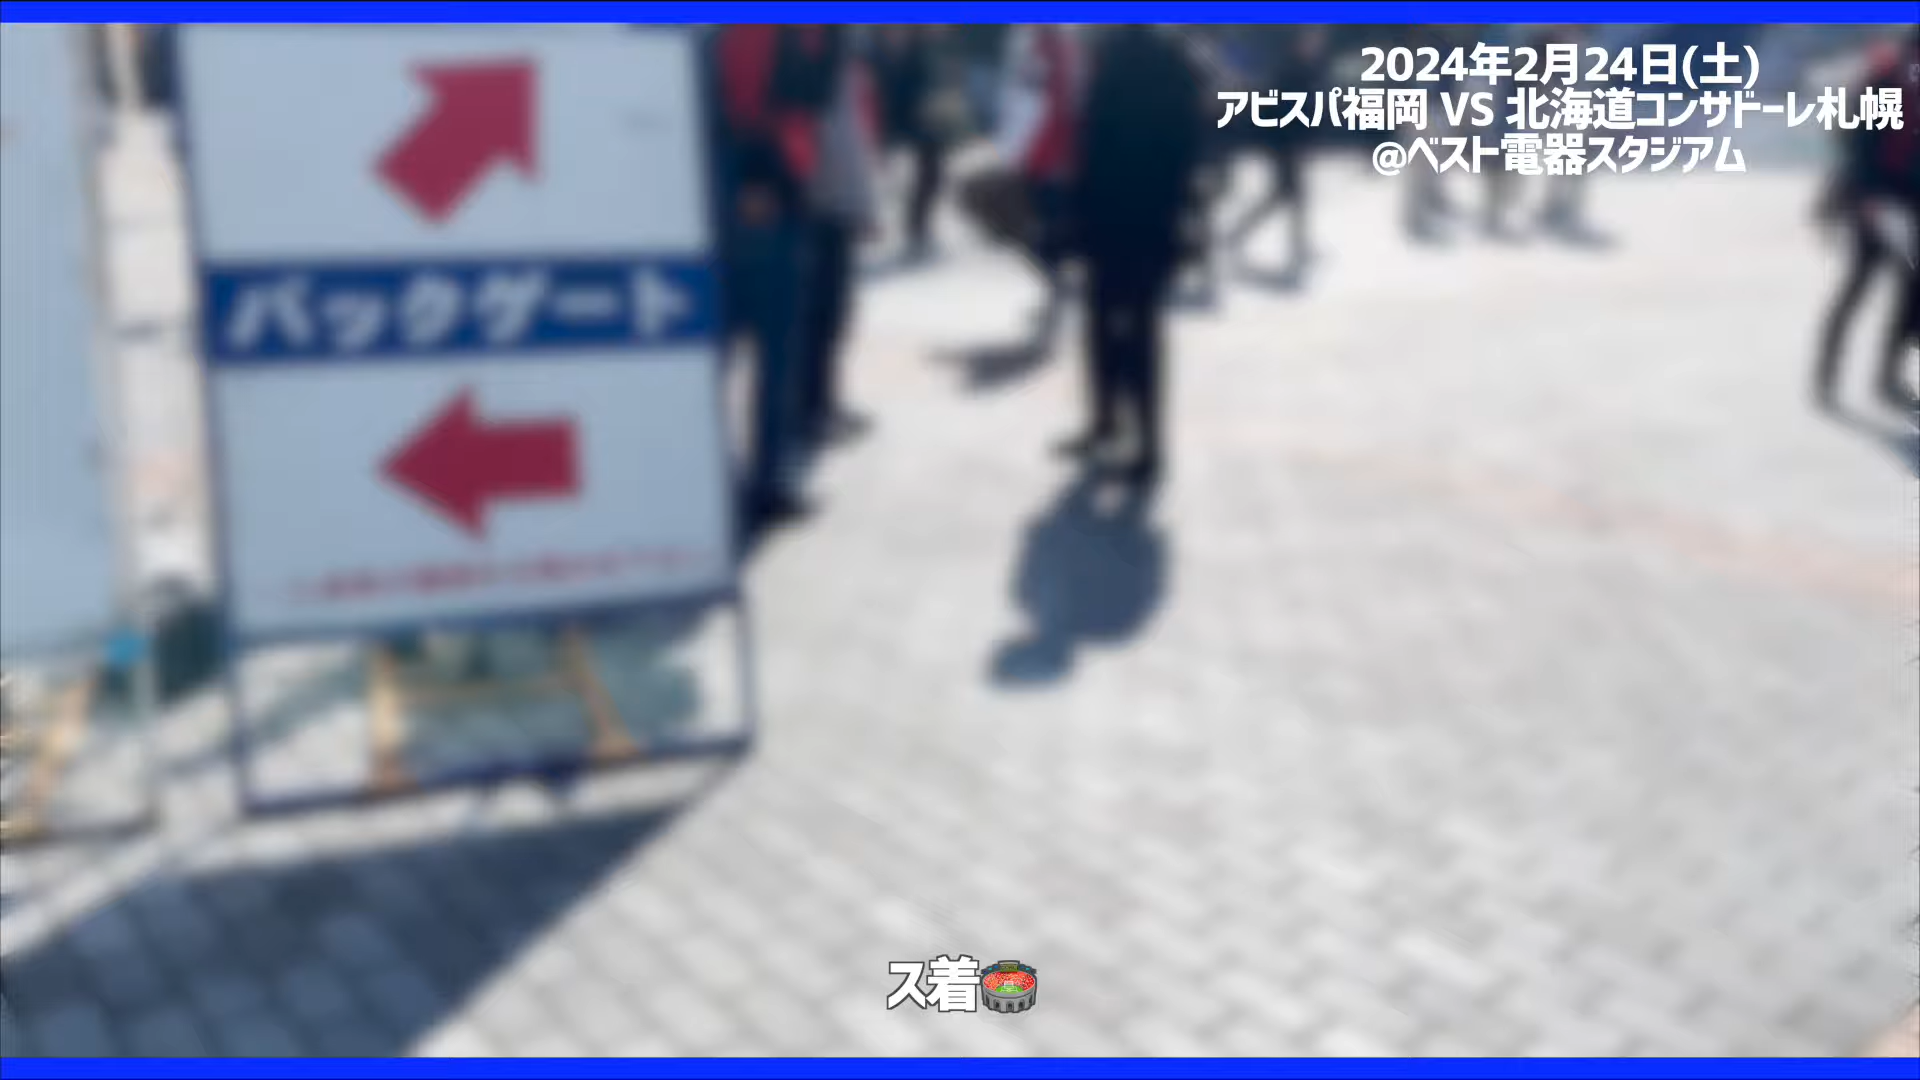 2024年2月24日(土)
アビスパ福岡 VS 北海道コンサドーレ札幌
@ベスト電器スタジアム
バックゲート
ス着